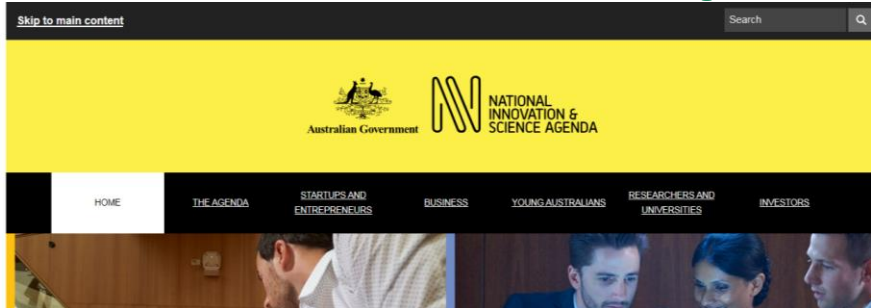 Skip to main content
Search
Australian Government
NATIONAL
INNOVATION &
SCIENCE AGENDA
HOME
THE AGENDA
STARTUPS AND
ENTREPRENEURS
BUSINESS
YOUNG AUSTRALIANS
RESEARCHERS AND
UNIVERSITIES
INVESTORS